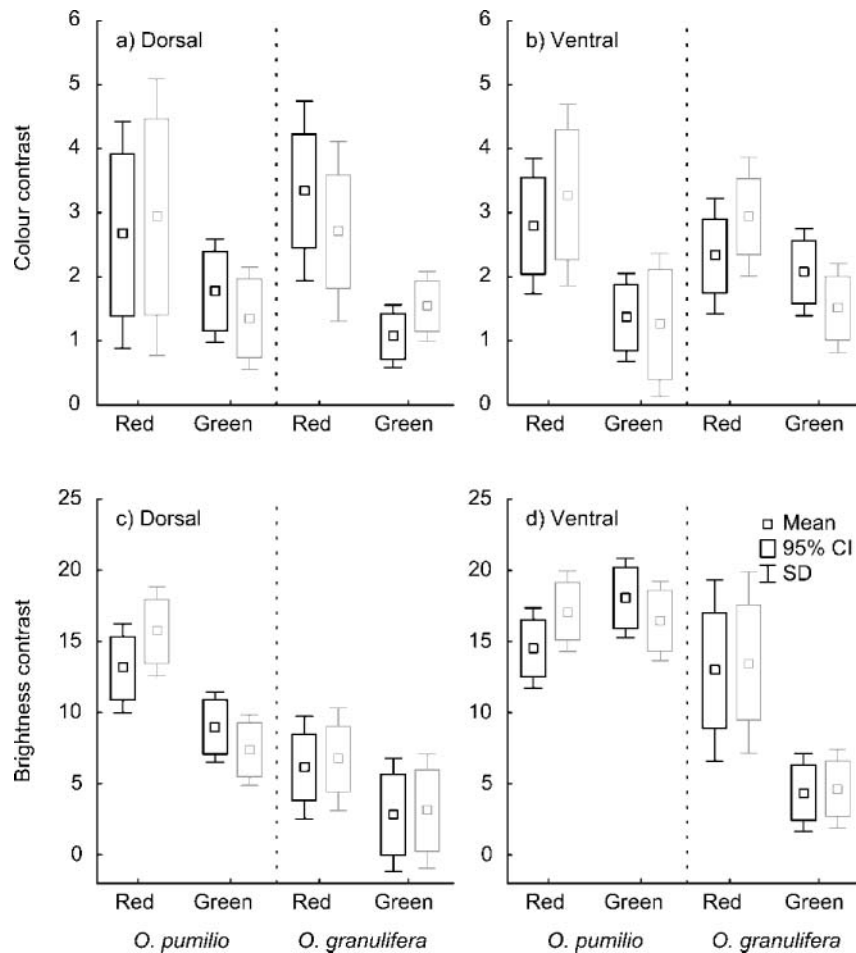 a) Dorsal
b) Ventral
Colour contrast
6
5
4
3
2
1
0
6
5
4
3
2
1
0
Red Green Red Green
Red Green Red Green
c) Dorsal
d) Ventral
Mean
95% CI
SD
Brightness contrast
25
20
15
10
5
0
25
20
15
10
5
0
Red Green Red Green
Red Green Red Green
O. pumilio O. granulifera
O. pumilio O. granulifera